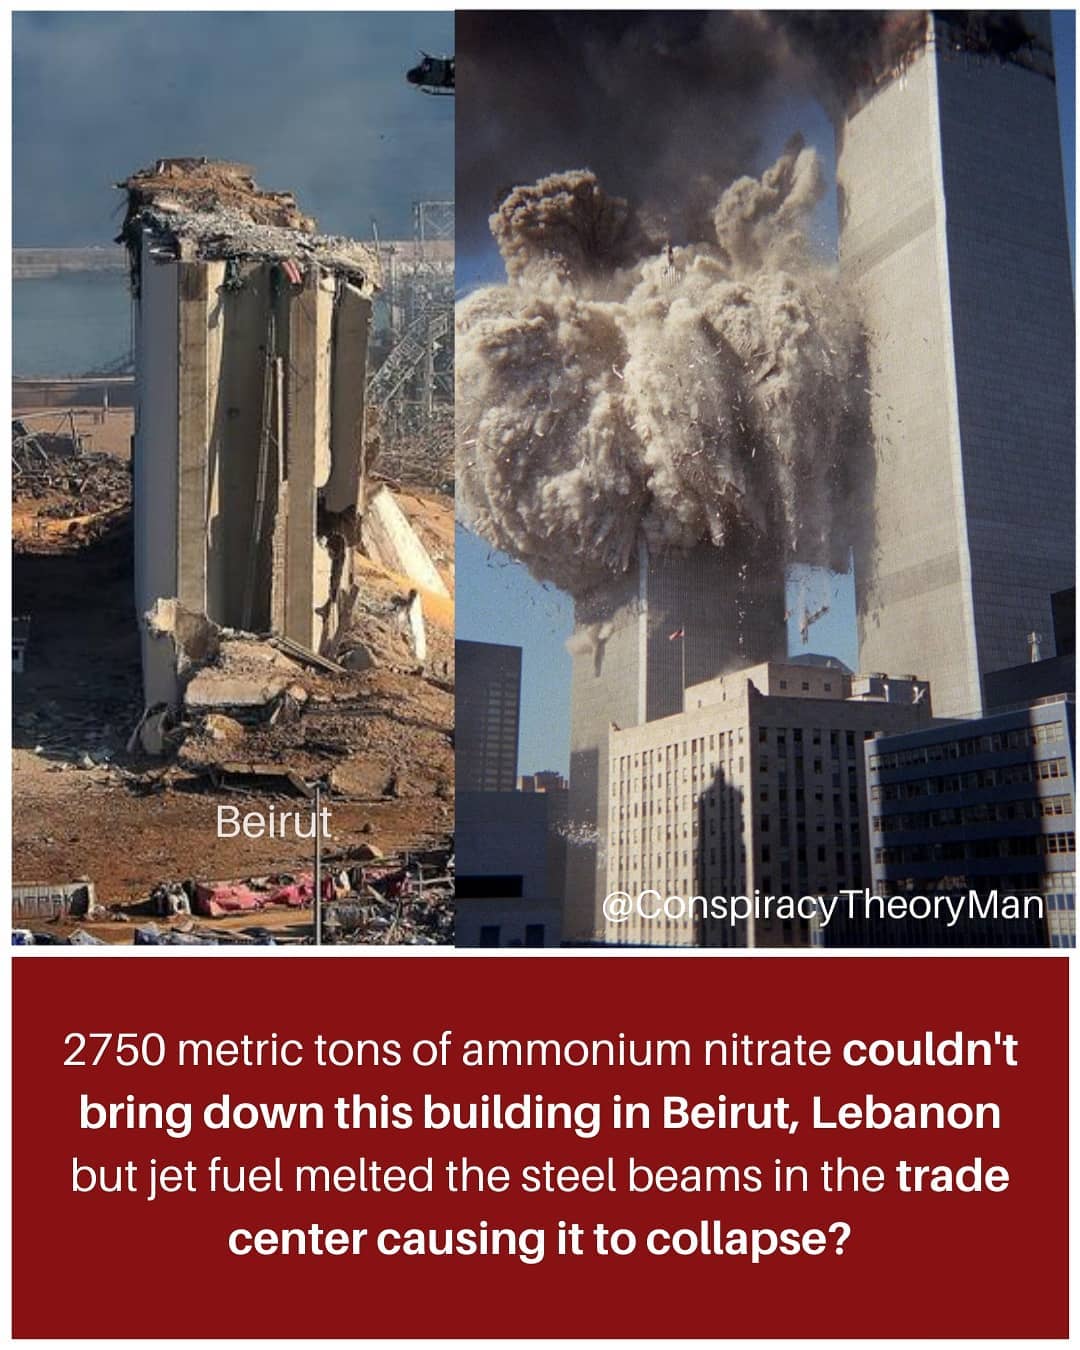 Beirut
@ConspiracyTheoryMan
2750 metric tons of ammonium nitrate couldn't
bring down this building in Beirut, Lebanon
but jet fuel melted the steel beams in the trade
center causing it to collapse?